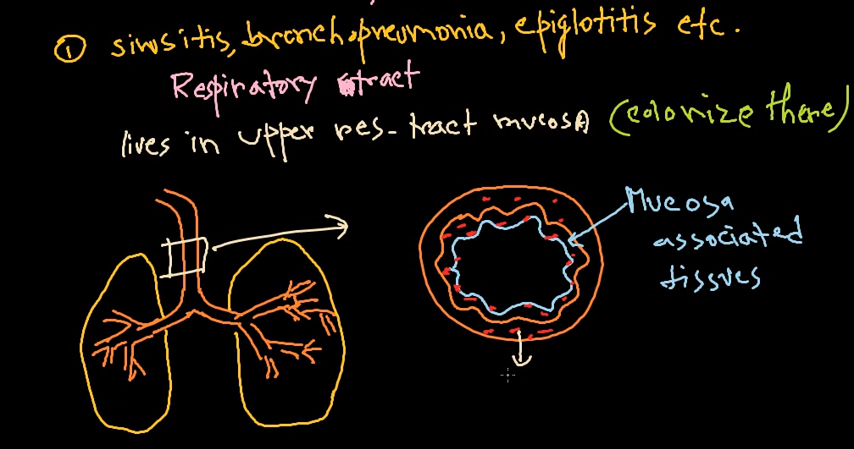 ① sinusitis, bronchopneumonia, epiglotitis etc.
Respiratory tract
lives in upper res-tract mucosA (colonize there)
Mucosa
associated
tissues